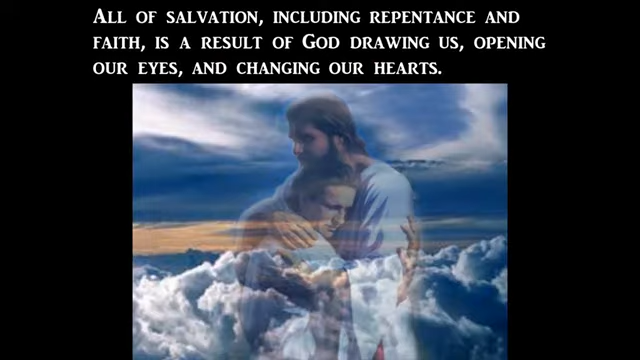 All of salvation, including repentance and
faith, is a result of God drawing us, opening
our eyes, and changing our hearts.